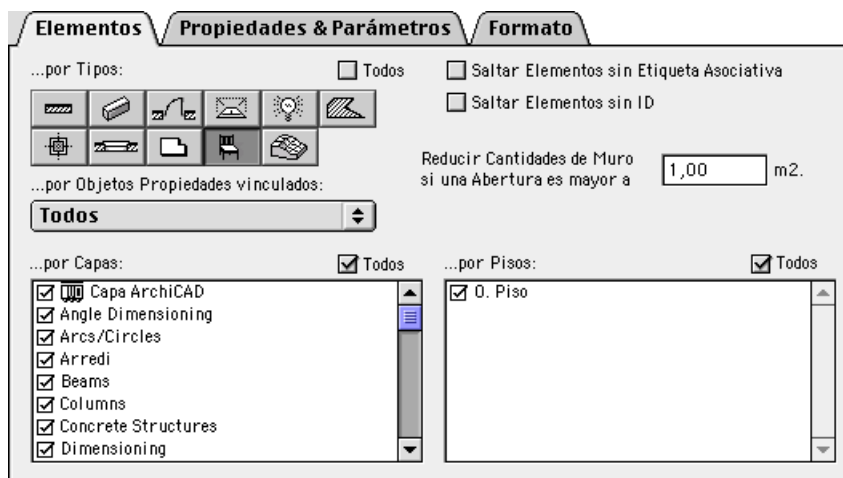 Elementos
Propiedades & Parámetros
Formato
...por Tipos:
Todos
Saltar Elementos sin Etiqueta Asociativa
Saltar Elementos sin ID
Reducir Cantidades de Muro
si una Abertura es mayor a
1,00
m2.
...por Objetos Propiedades vinculados:
Todos
...por Capas:
Todos
Capa ArchiCAD
Angle Dimensioning
Arcs/Circles
Arredi
Beams
Columns
Concrete Structures
Dimensioning
...por Pisos:
Todos
0. Piso